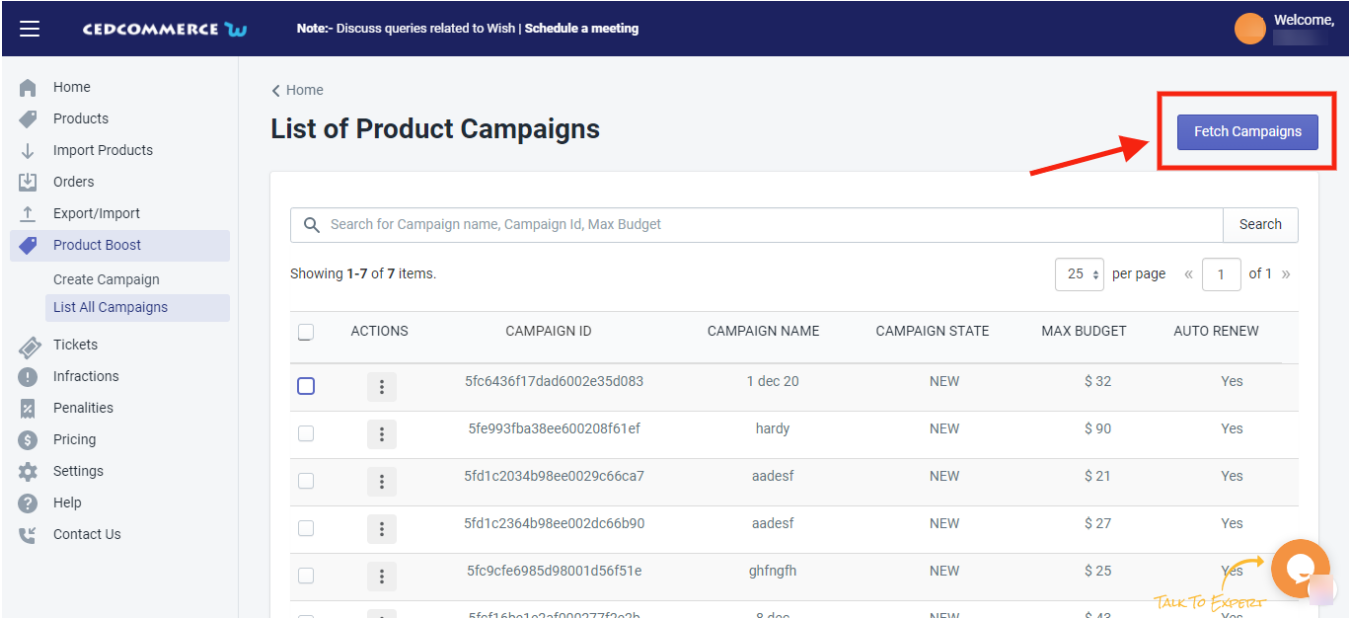 CEDCOMMERCE
Note:- Discuss queries related to Wish | Schedule a meeting
Welcome,
Home
Products
Import Products
Orders
Export/Import
Product Boost
Create Campaign
List All Campaigns
Tickets
Infractions
Penalities
Pricing
Settings
Help
Contact Us
Home
List of Product Campaigns
Fetch Campaigns
Search for Campaign name, Campaign Id, Max Budget
Search
Showing 1-7 of 7 items.
25 per page « 1 of 1 »
ACTIONS CAMPAIGN ID CAMPAIGN NAME CAMPAIGN STATE MAX BUDGET AUTO RENEW
5fc6436f17dad6002e35d083 1 dec 20 NEW $ 32 Yes
5fe993fba38ee600208f61ef hardy NEW $ 90 Yes
5fd1c2034b98ee0029c66ca7 aadesf NEW $ 21 Yes
5fd1c2364b98ee002dc66b90 aadesf NEW $ 27 Yes
5fc9cfe6985d98001d56f51e ghfngfh NEW $ 25 Yes
8 dec NEW $ 43 Yes
Talk To Expert